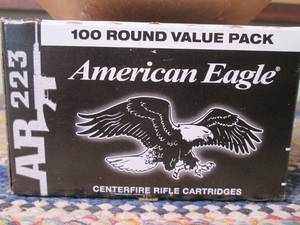 100 ROUND VALUE PACK
American Eagle®
AR 223
CENTERFIRE RIFLE CARTRIDGES